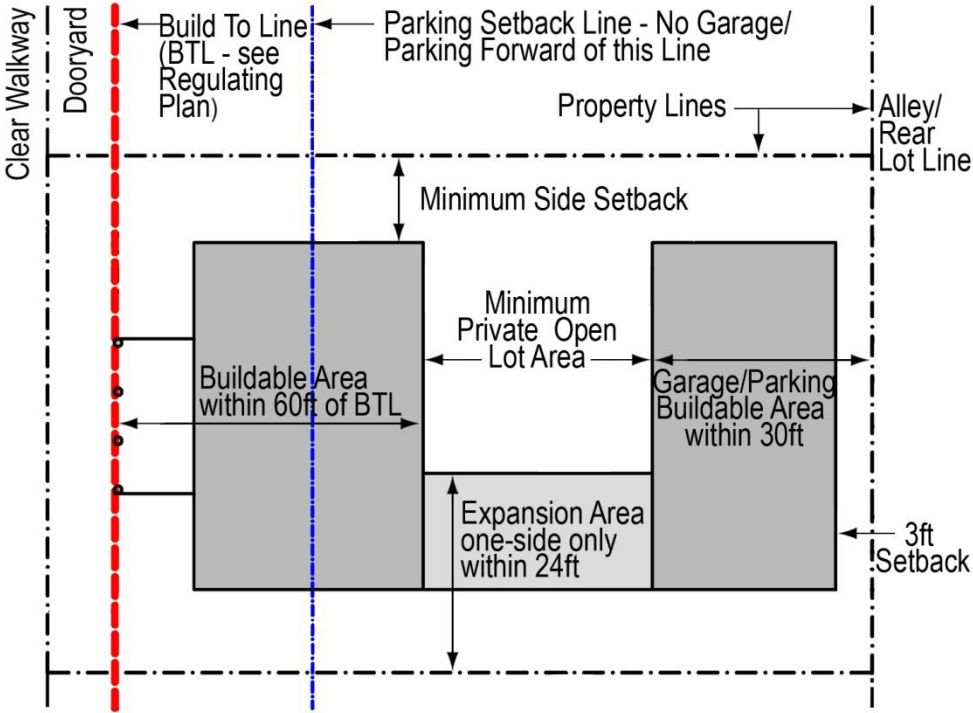 Clear Walkway
Dooryard
Build To Line
(BTL - see
Regulating
Plan)
Parking Setback Line - No Garage/
Parking Forward of this Line
Property Lines
Alley/
Rear
Lot Line
Minimum Side Setback
Minimum
Private Open
Lot Area
Buildable Area
within 60ft of BTL
Garage/Parking
Buildable Area
within 30ft
Expansion Area
one-side only
within 24ft
3ft
Setback